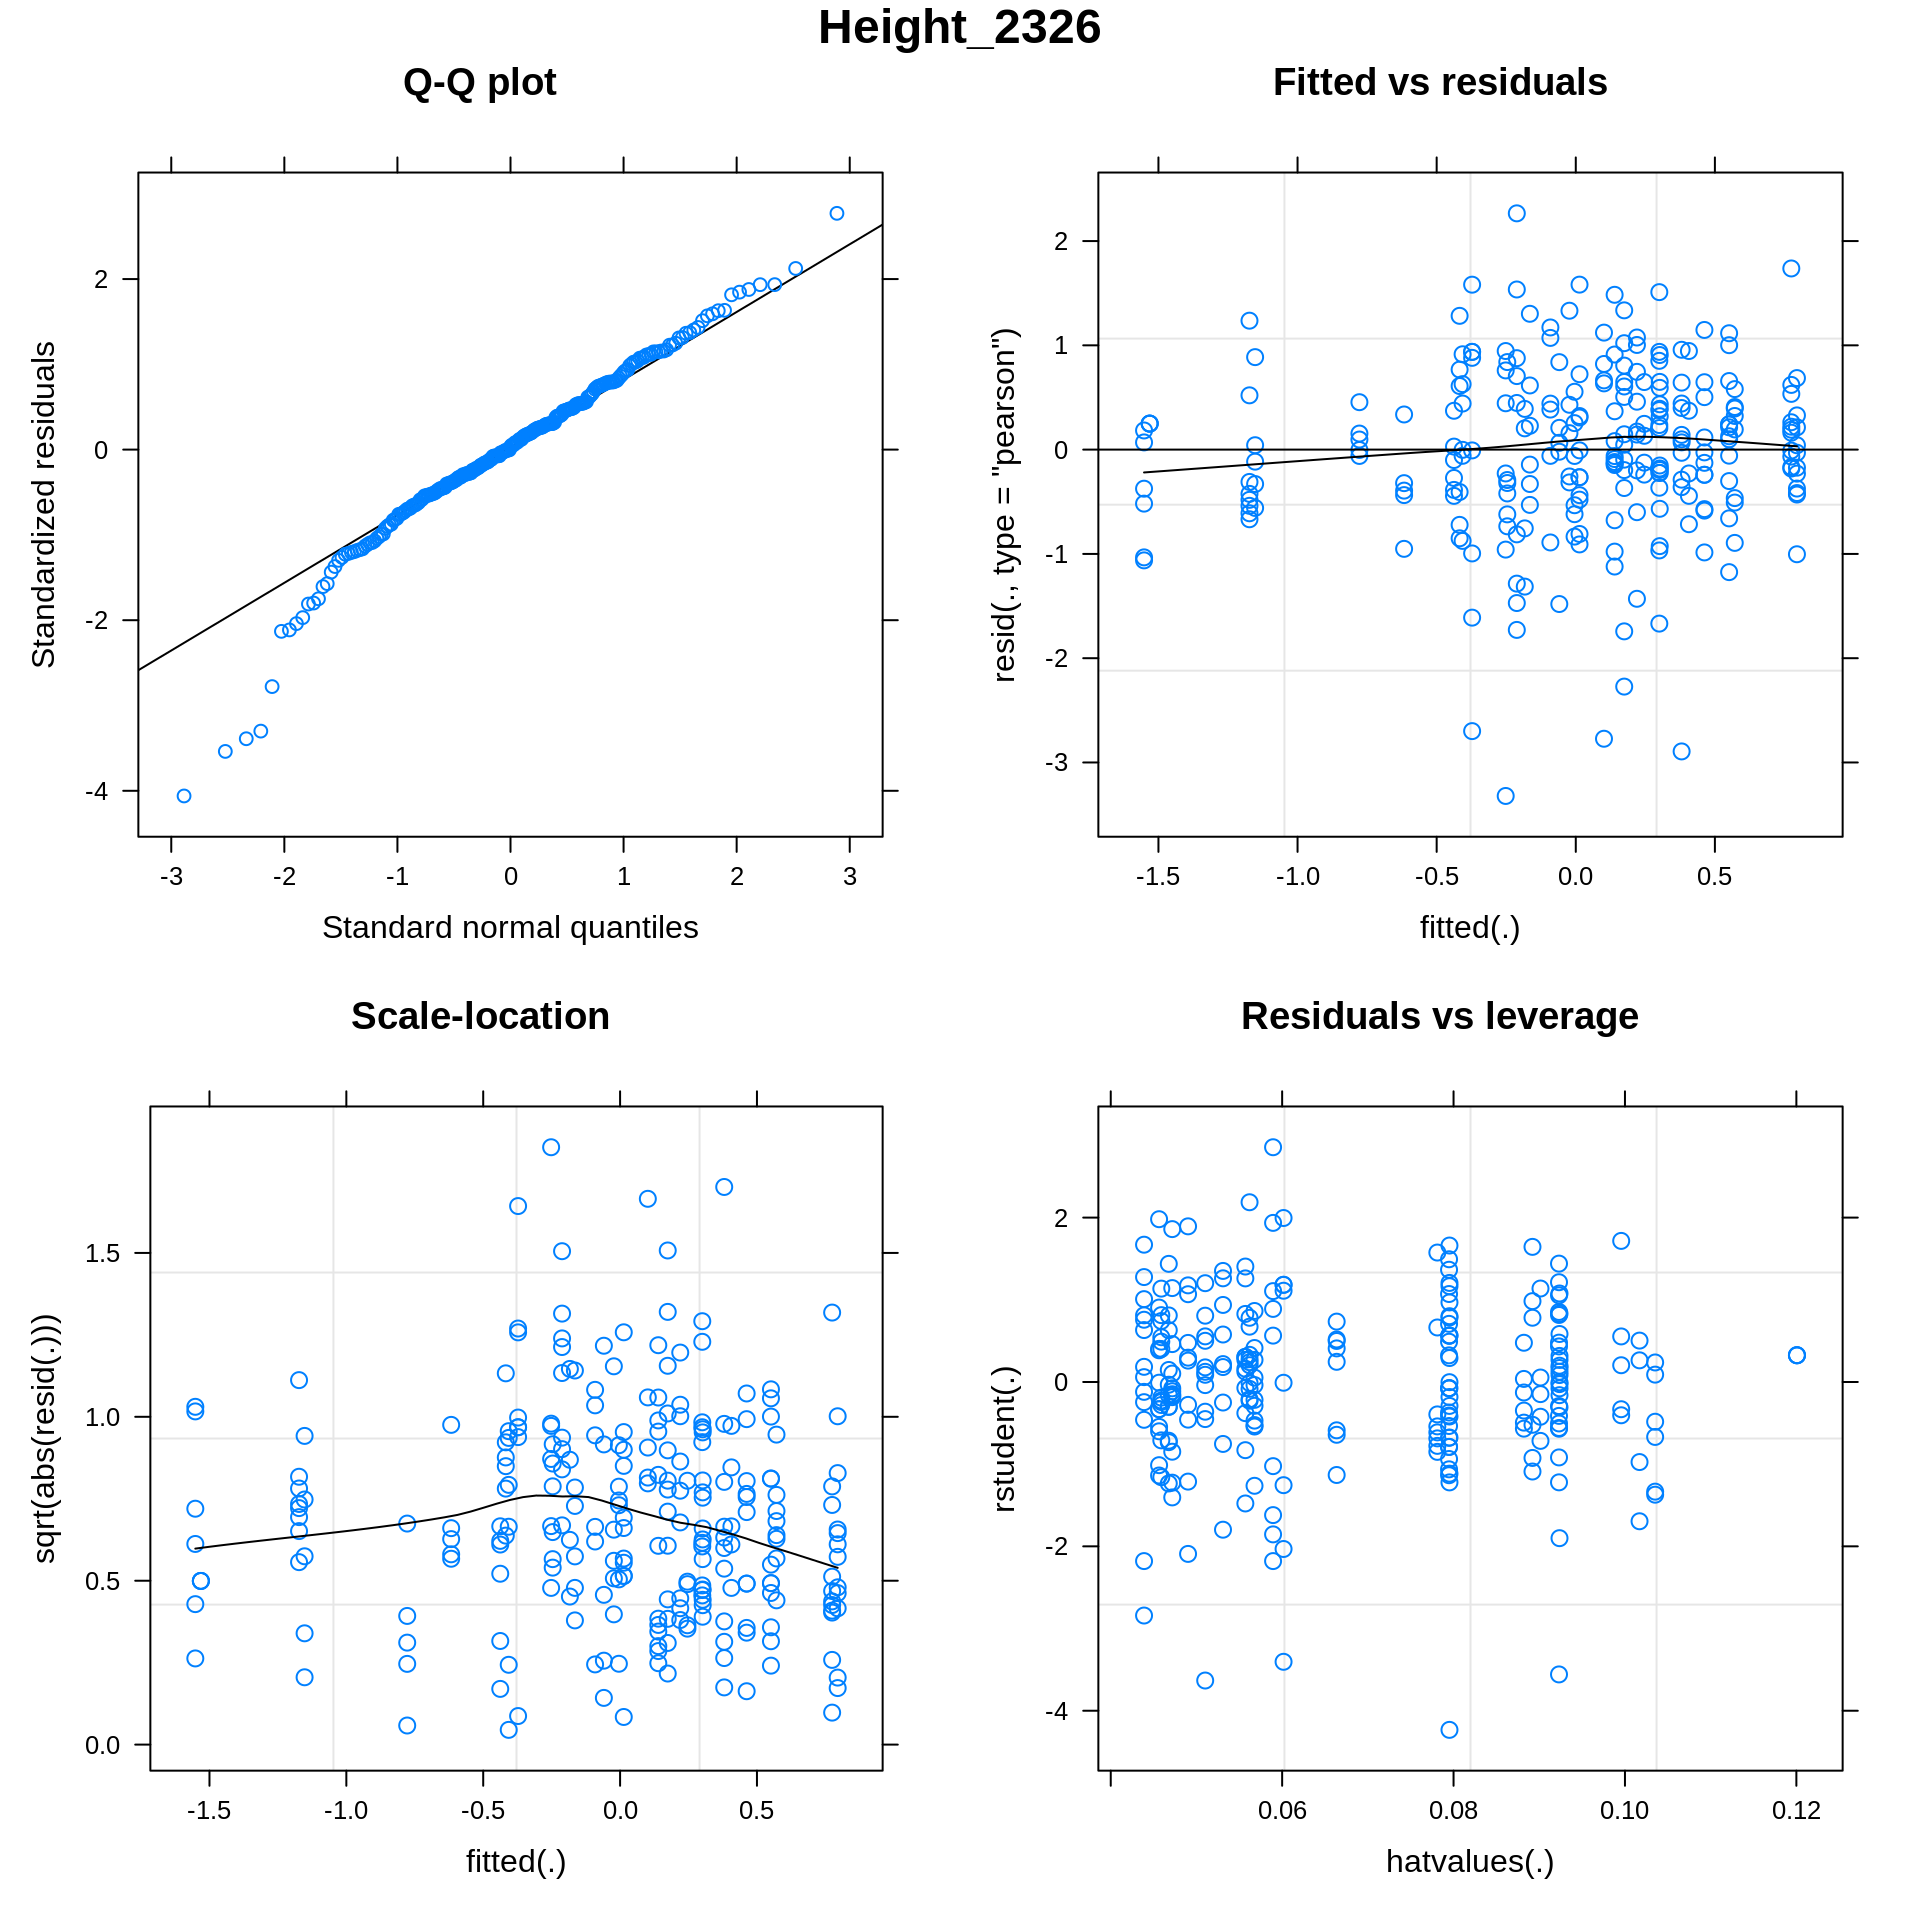 Height_2326
Q-Q plot
Standardized residuals
2
0
-2
-4
-3 -2 -1 0 1 2 3
Standard normal quantiles
Fitted vs residuals
resid(., type = "pearson")
2
1
0
-1
-2
-3
-1.5 -1.0 -0.5 0.0 0.5
fitted(.)
Scale-location
sqrt(abs(resid(.)))
1.5
1.0
0.5
0.0
-1.5 -1.0 -0.5 0.0 0.5
fitted(.)
Residuals vs leverage
rstudent(.)
2
0
-2
-4
0.06 0.08 0.10 0.12
hatvalues(.)